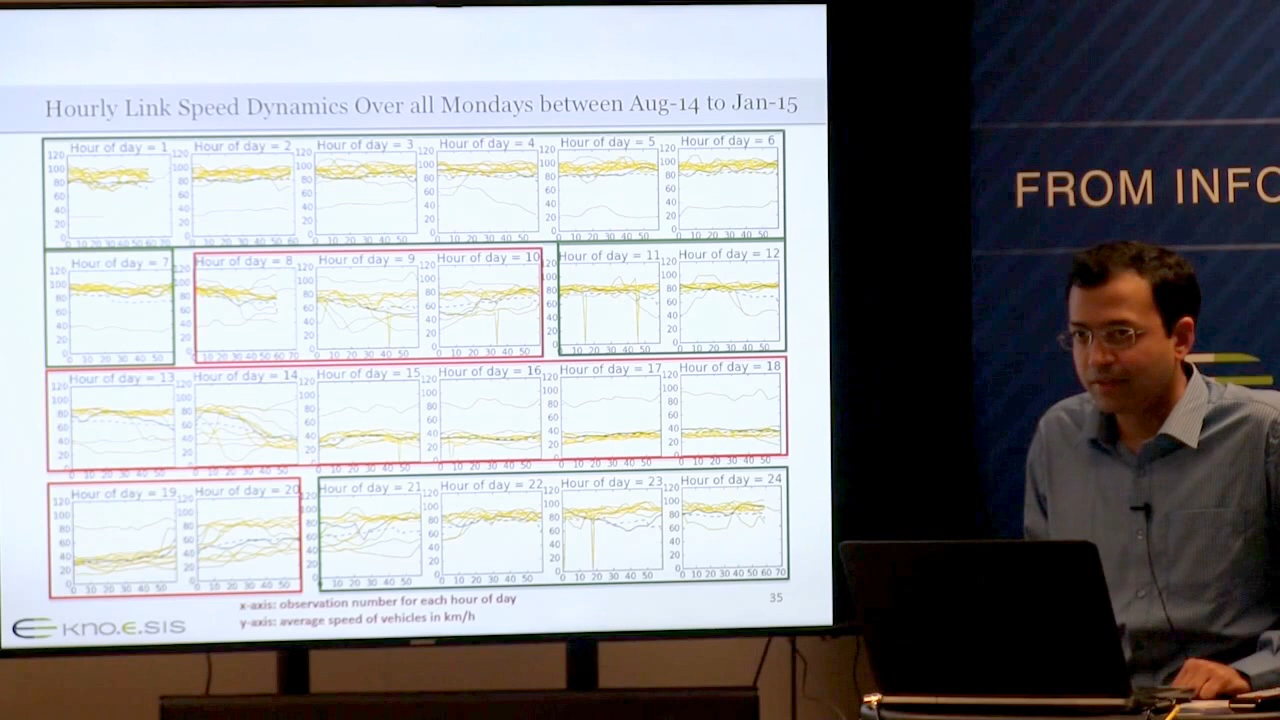 Hourly Link Speed Dynamics Over all Mondays between Aug-14 to Jan-15
Hour of day = 1
Hour of day = 2
Hour of day = 3
Hour of day = 4
Hour of day = 5
Hour of day = 6
Hour of day = 7
Hour of day = 8
Hour of day = 9
Hour of day = 10
Hour of day = 11
Hour of day = 12
Hour of day = 13
Hour of day = 14
Hour of day = 15
Hour of day = 16
Hour of day = 17
Hour of day = 18
Hour of day = 19
Hour of day = 20
Hour of day = 21
Hour of day = 22
Hour of day = 23
Hour of day = 24
x-axis: observation number for each hour of day
y-axis: average speed of vehicles in km/h
35
kno.e.sis
FROM INFO